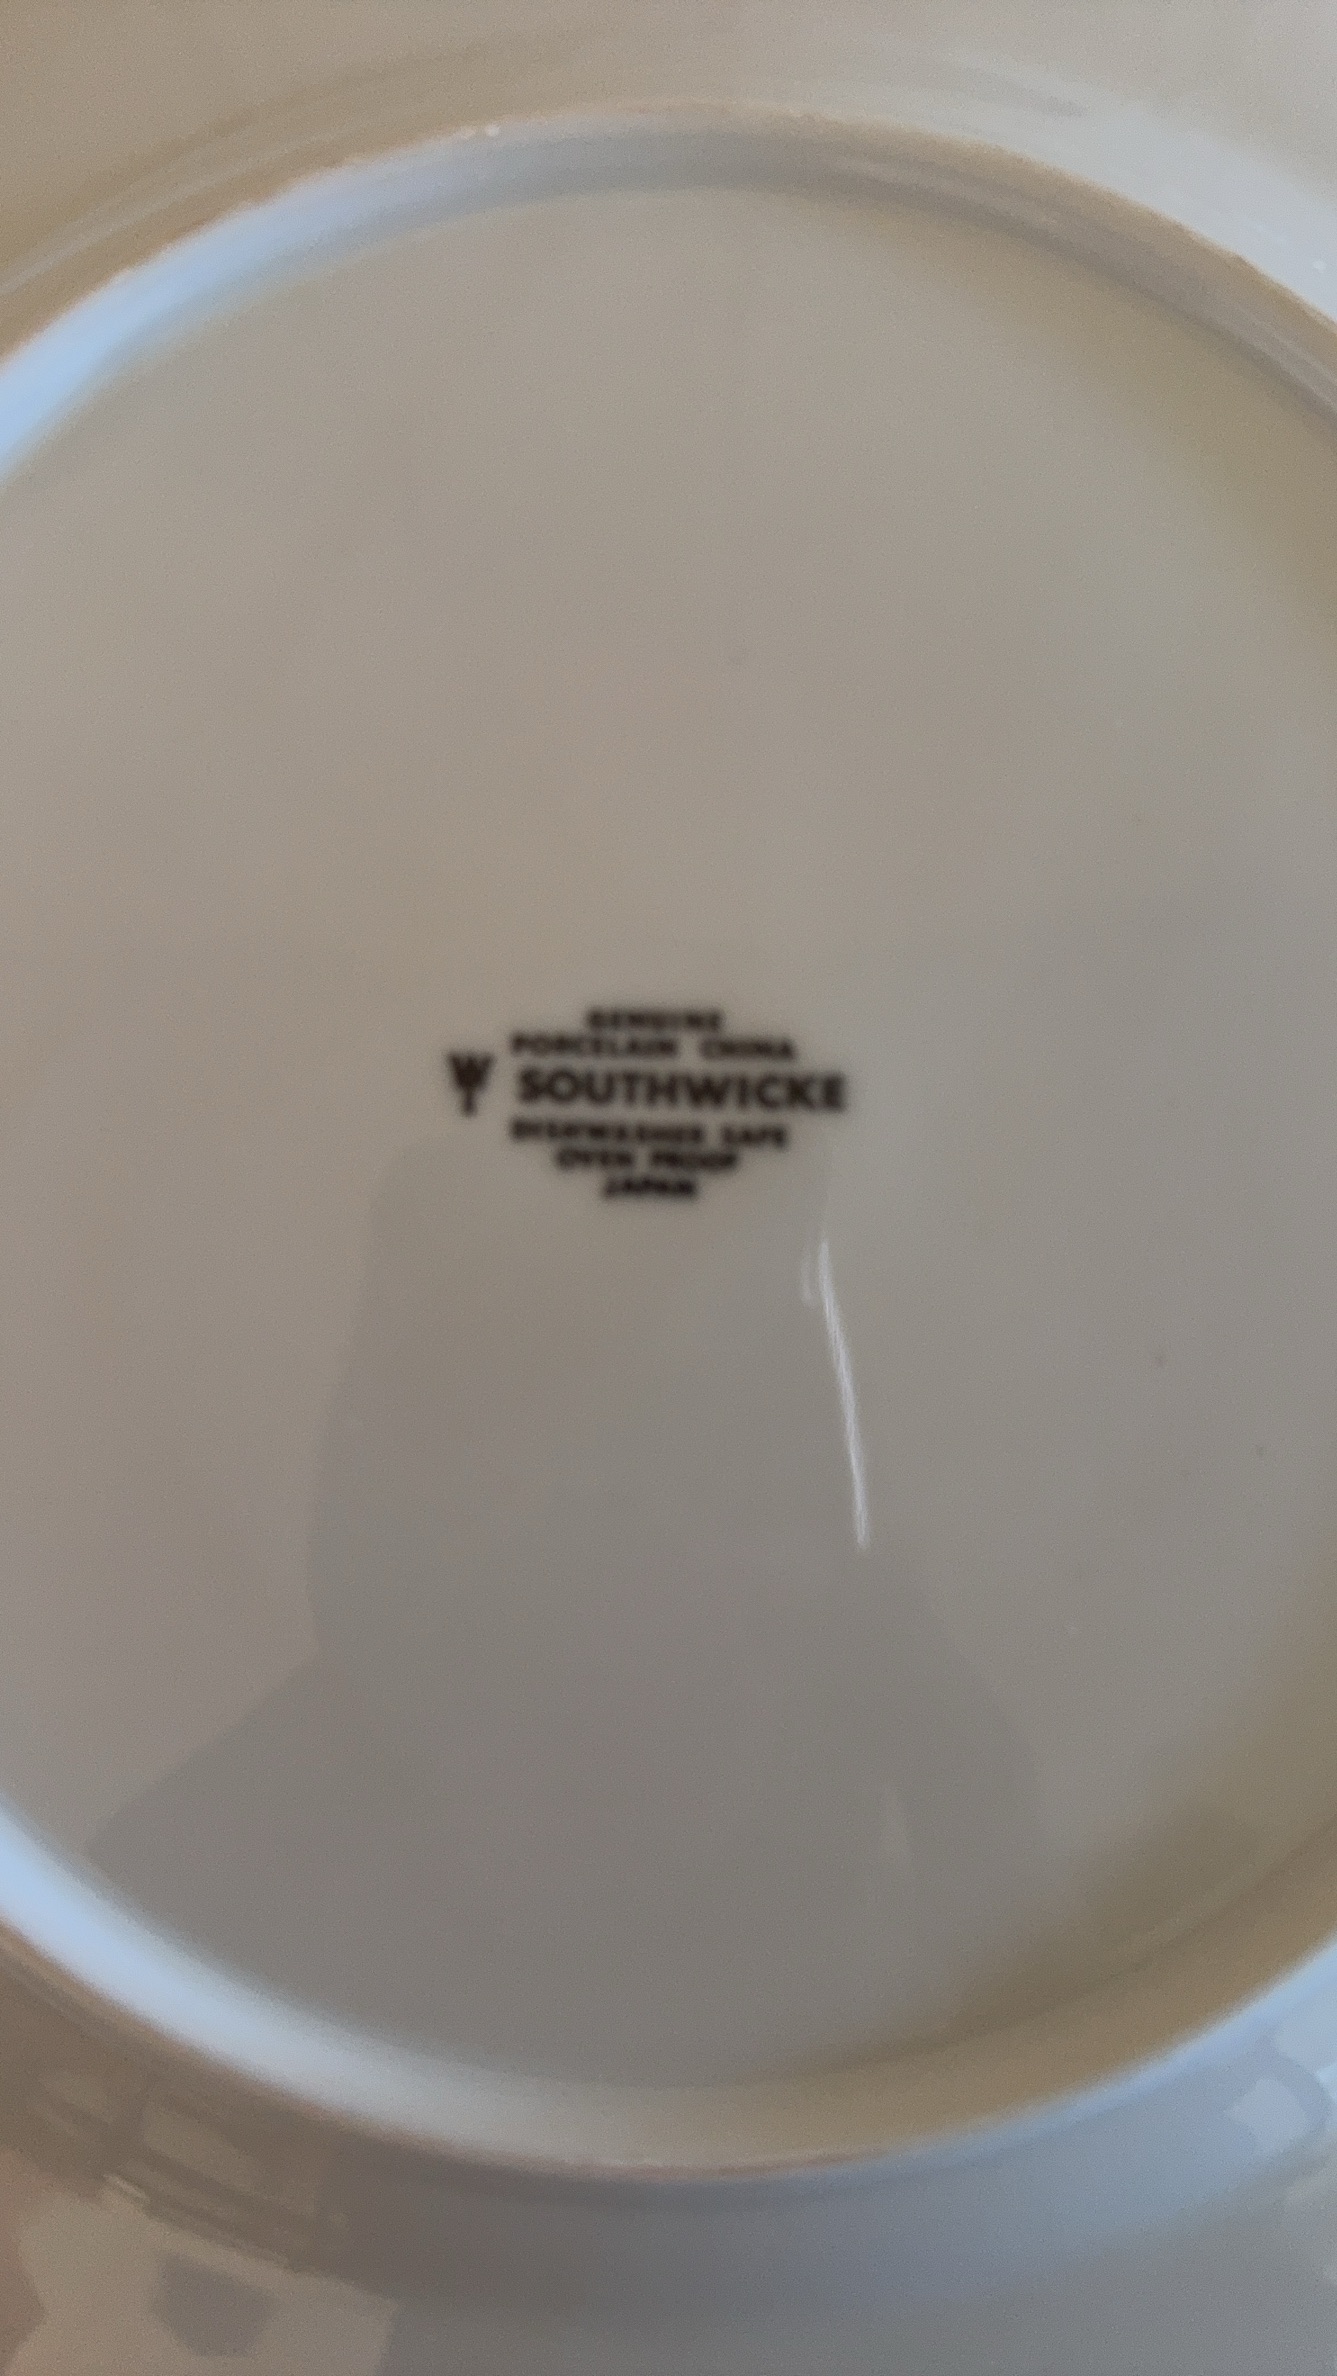 GENUINE
PORCELAIN CHINA
W SOUTHWICKE
DISHWASHER SAFE
OVEN PROOF
JAPAN